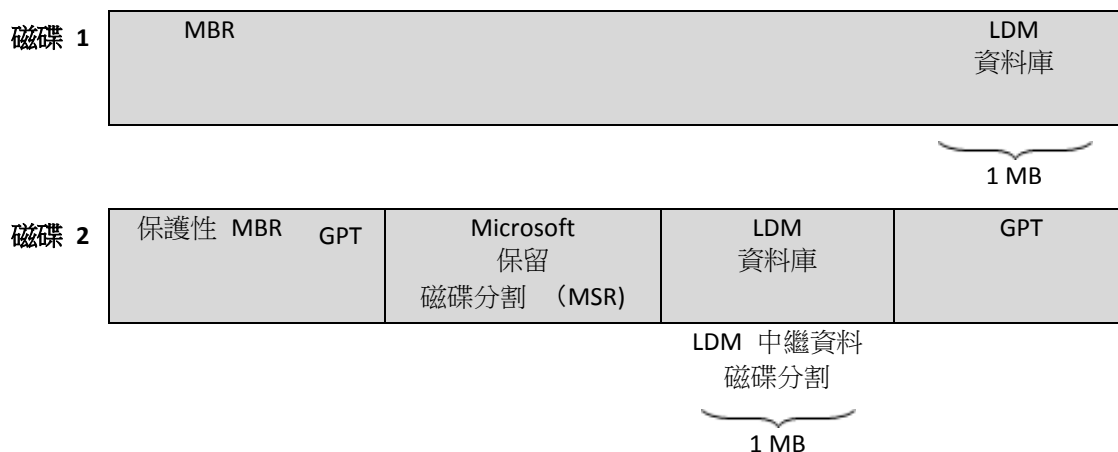 磁碟 1
MBR
LDM
資料庫
1 MB
磁碟 2
保護性 MBR
GPT
Microsoft
保留
磁碟分割 （MSR)
LDM
資料庫
GPT
LDM 中繼資料
磁碟分割
1 MB